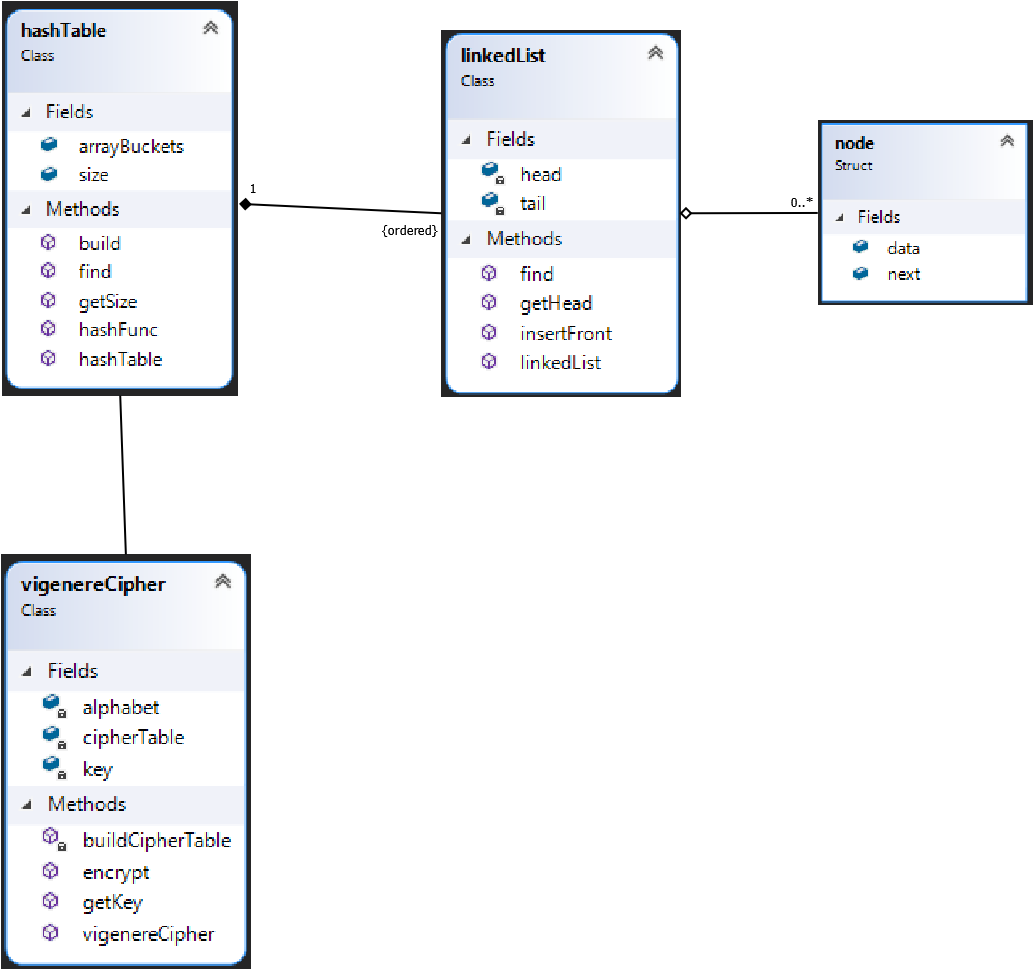 hashTable
Class
Fields
arrayBuckets
size
Methods
build
find
getSize
hashFunc
hashTable
1
{ordered}
linkedList
Class
Fields
head
tail
Methods
find
getHead
insertFront
linkedList
0..*
node
Struct
Fields
data
next
vigenereCipher
Class
Fields
alphabet
cipherTable
key
Methods
buildCipherTable
encrypt
getKey
vigenereCipher